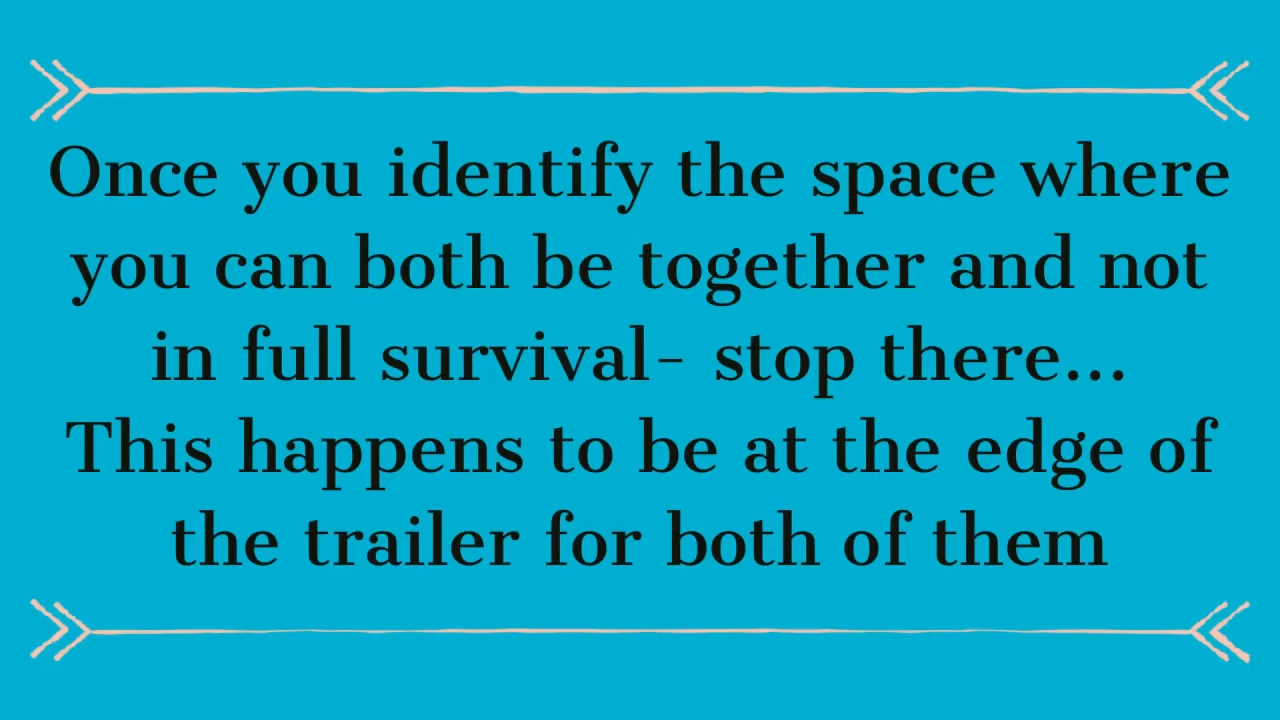 Once you identify the space where
you can both be together and not
in full survival- stop there...
This happens to be at the edge of
the trailer for both of them